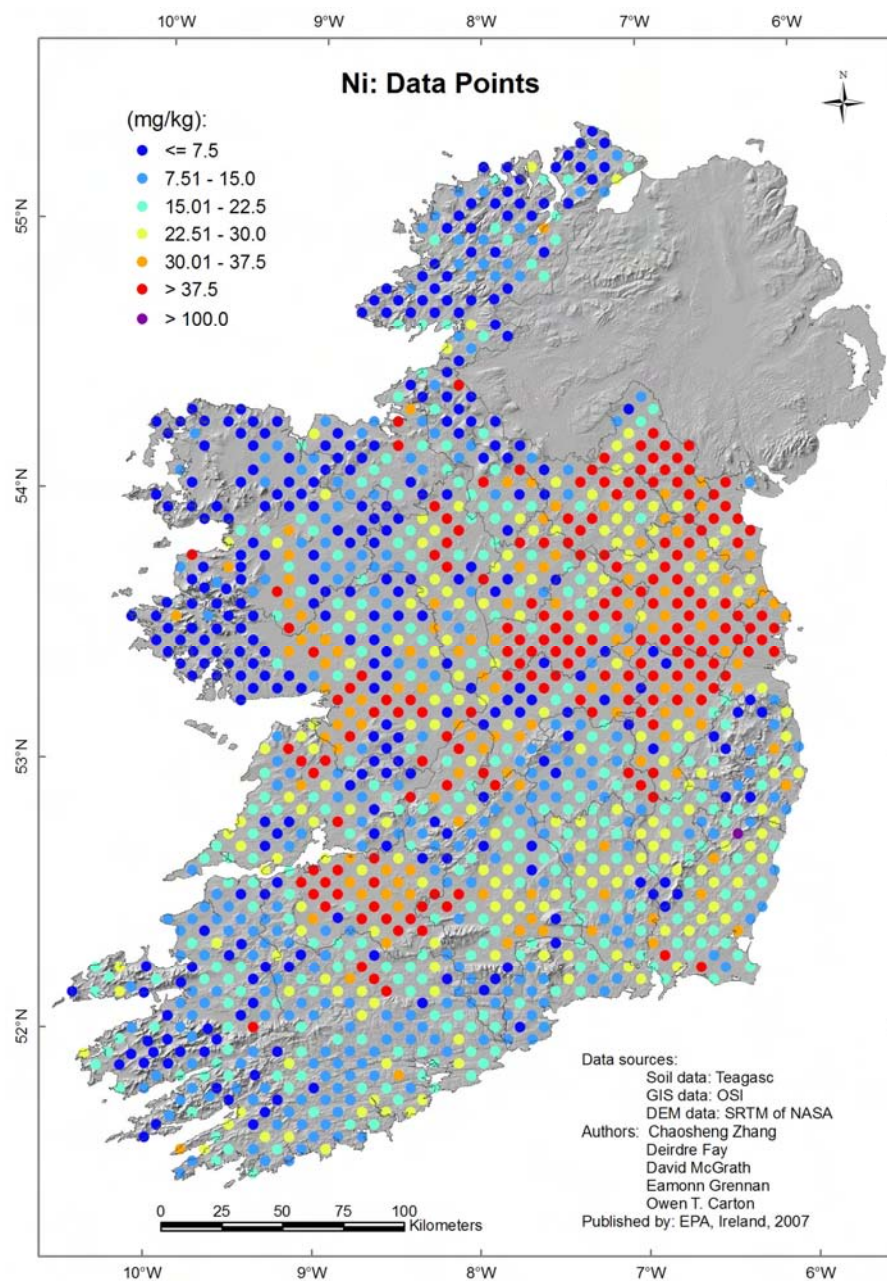 10°W 9°W 8°W 7°W 6°W
Ni: Data Points
N
(mg/kg):
<= 7.5
7.51 - 15.0
15.01 - 22.5
22.51 - 30.0
30.01 - 37.5
> 37.5
> 100.0
55°N
54°N
53°N
52°N
Data sources:
Soil data: Teagasc
GIS data: OSI
DEM data: SRTM of NASA
Authors: Chaosheng Zhang
Deirdre Fay
David McGrath
Eamonn Grennan
Owen T. Carton
Published by: EPA, Ireland, 2007
0 25 50 75 100
Kilometers
10°W 9°W 8°W 7°W 6°W